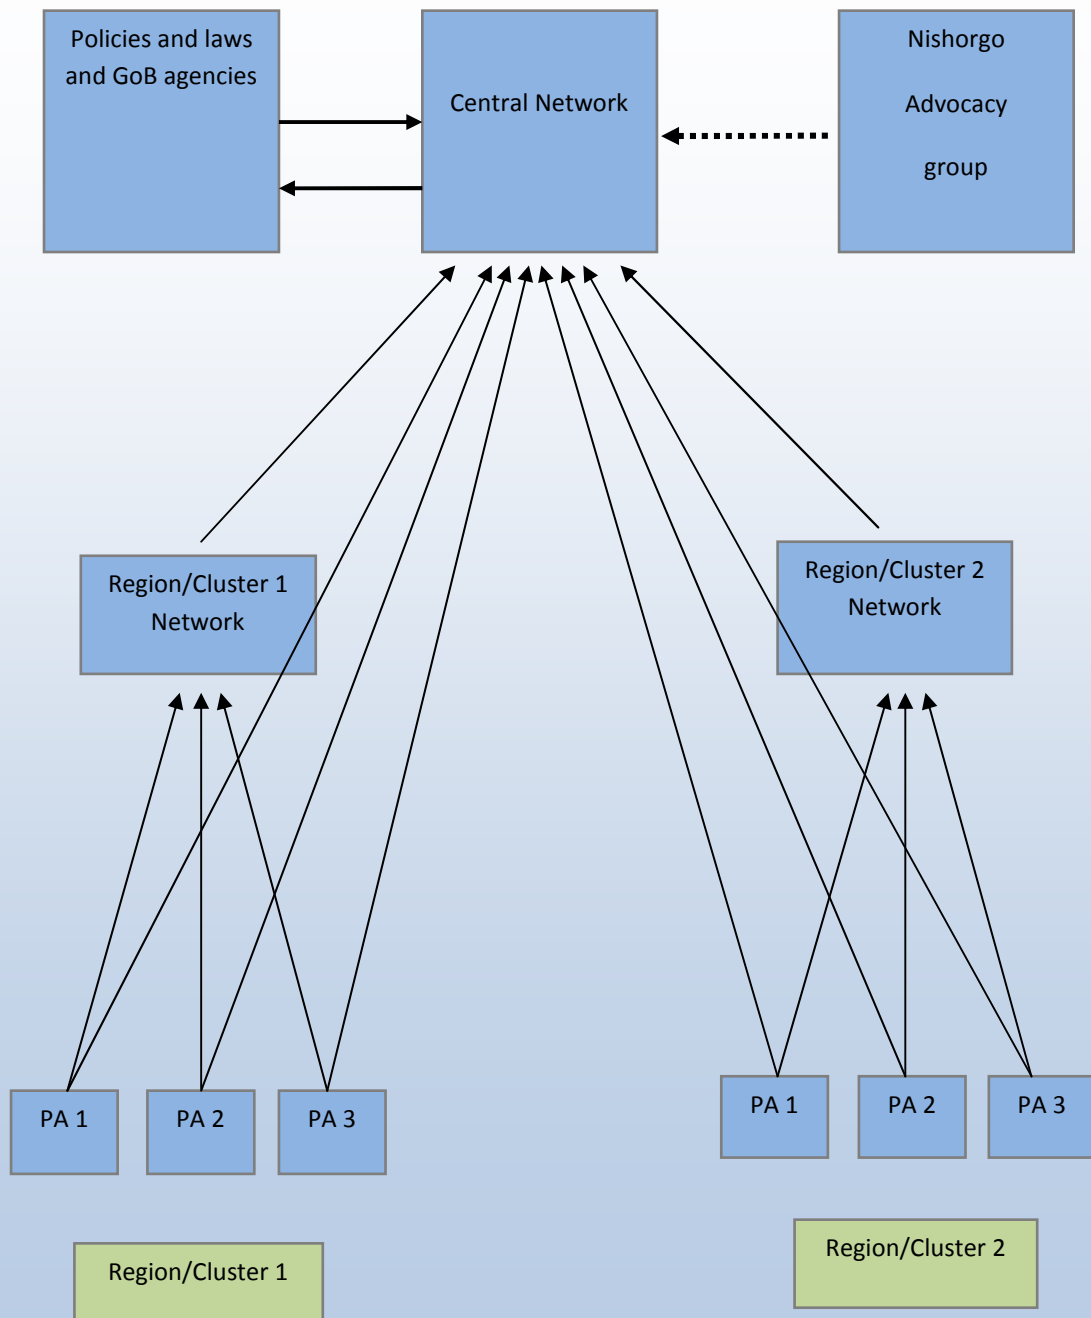 Policies and laws
and GoB agencies
Central Network
Nishorgo
Advocacy
group
Region/Cluster 1
Network
Region/Cluster 2
Network
PA 1
PA 2
PA 3
PA 1
PA 2
PA 3
Region/Cluster 1
Region/Cluster 2